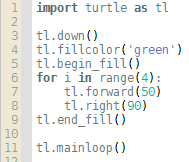 1 import turtle as tl
2
3 tl.down()
4 tl.fillcolor('green')
5 tl.begin_fill()
6 for i in range(4):
7     tl.forward(50)
8     tl.right(90)
9 tl.end_fill()
10
11 tl.mainloop()
12